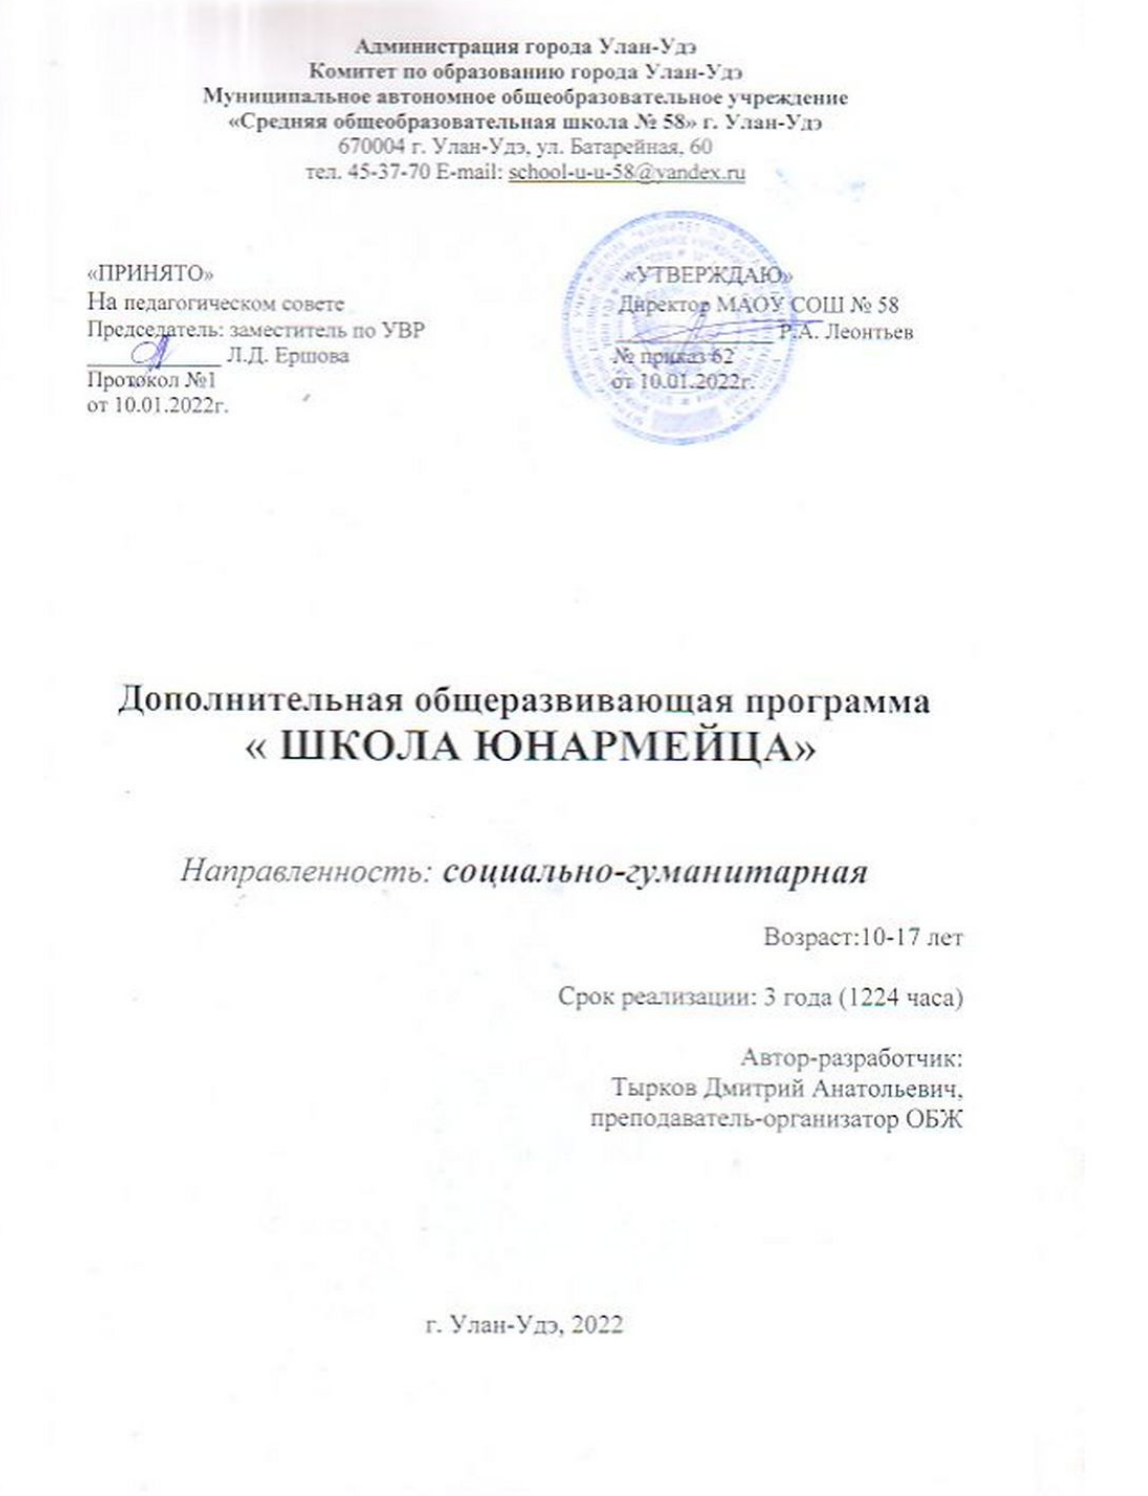 Администрация города Улан-Удэ
Комитет по образованию города Улан-Удэ
Муниципальное автономное общеобразовательное учреждение
«Средняя общеобразовательная школа № 58» г. Улан-Удэ
670004 г. Улан-Удэ, ул. Батарейная, 60
тел. 45-37-70 E-mail: school-u-u-58@yandex.ru
«ПРИНЯТО»
На педагогическом совете
Председатель: заместитель по УВР
____________ Л.Д. Ершова
Протокол №1
от 10.01.2022г.
«УТВЕРЖДАЮ»
Директор МАОУ СОШ № 58
______________ Р.А. Леонтьев
№ приказ 62
от 10.01.2022г.
Дополнительная общеразвивающая программа
« ШКОЛА ЮНАРМЕЙЦА»
Направленность: социально-гуманитарная
Возраст:10-17 лет
Срок реализации: 3 года (1224 часа)
Автор-разработчик:
Тырков Дмитрий Анатольевич,
преподаватель-организатор ОБЖ
г. Улан-Удэ, 2022